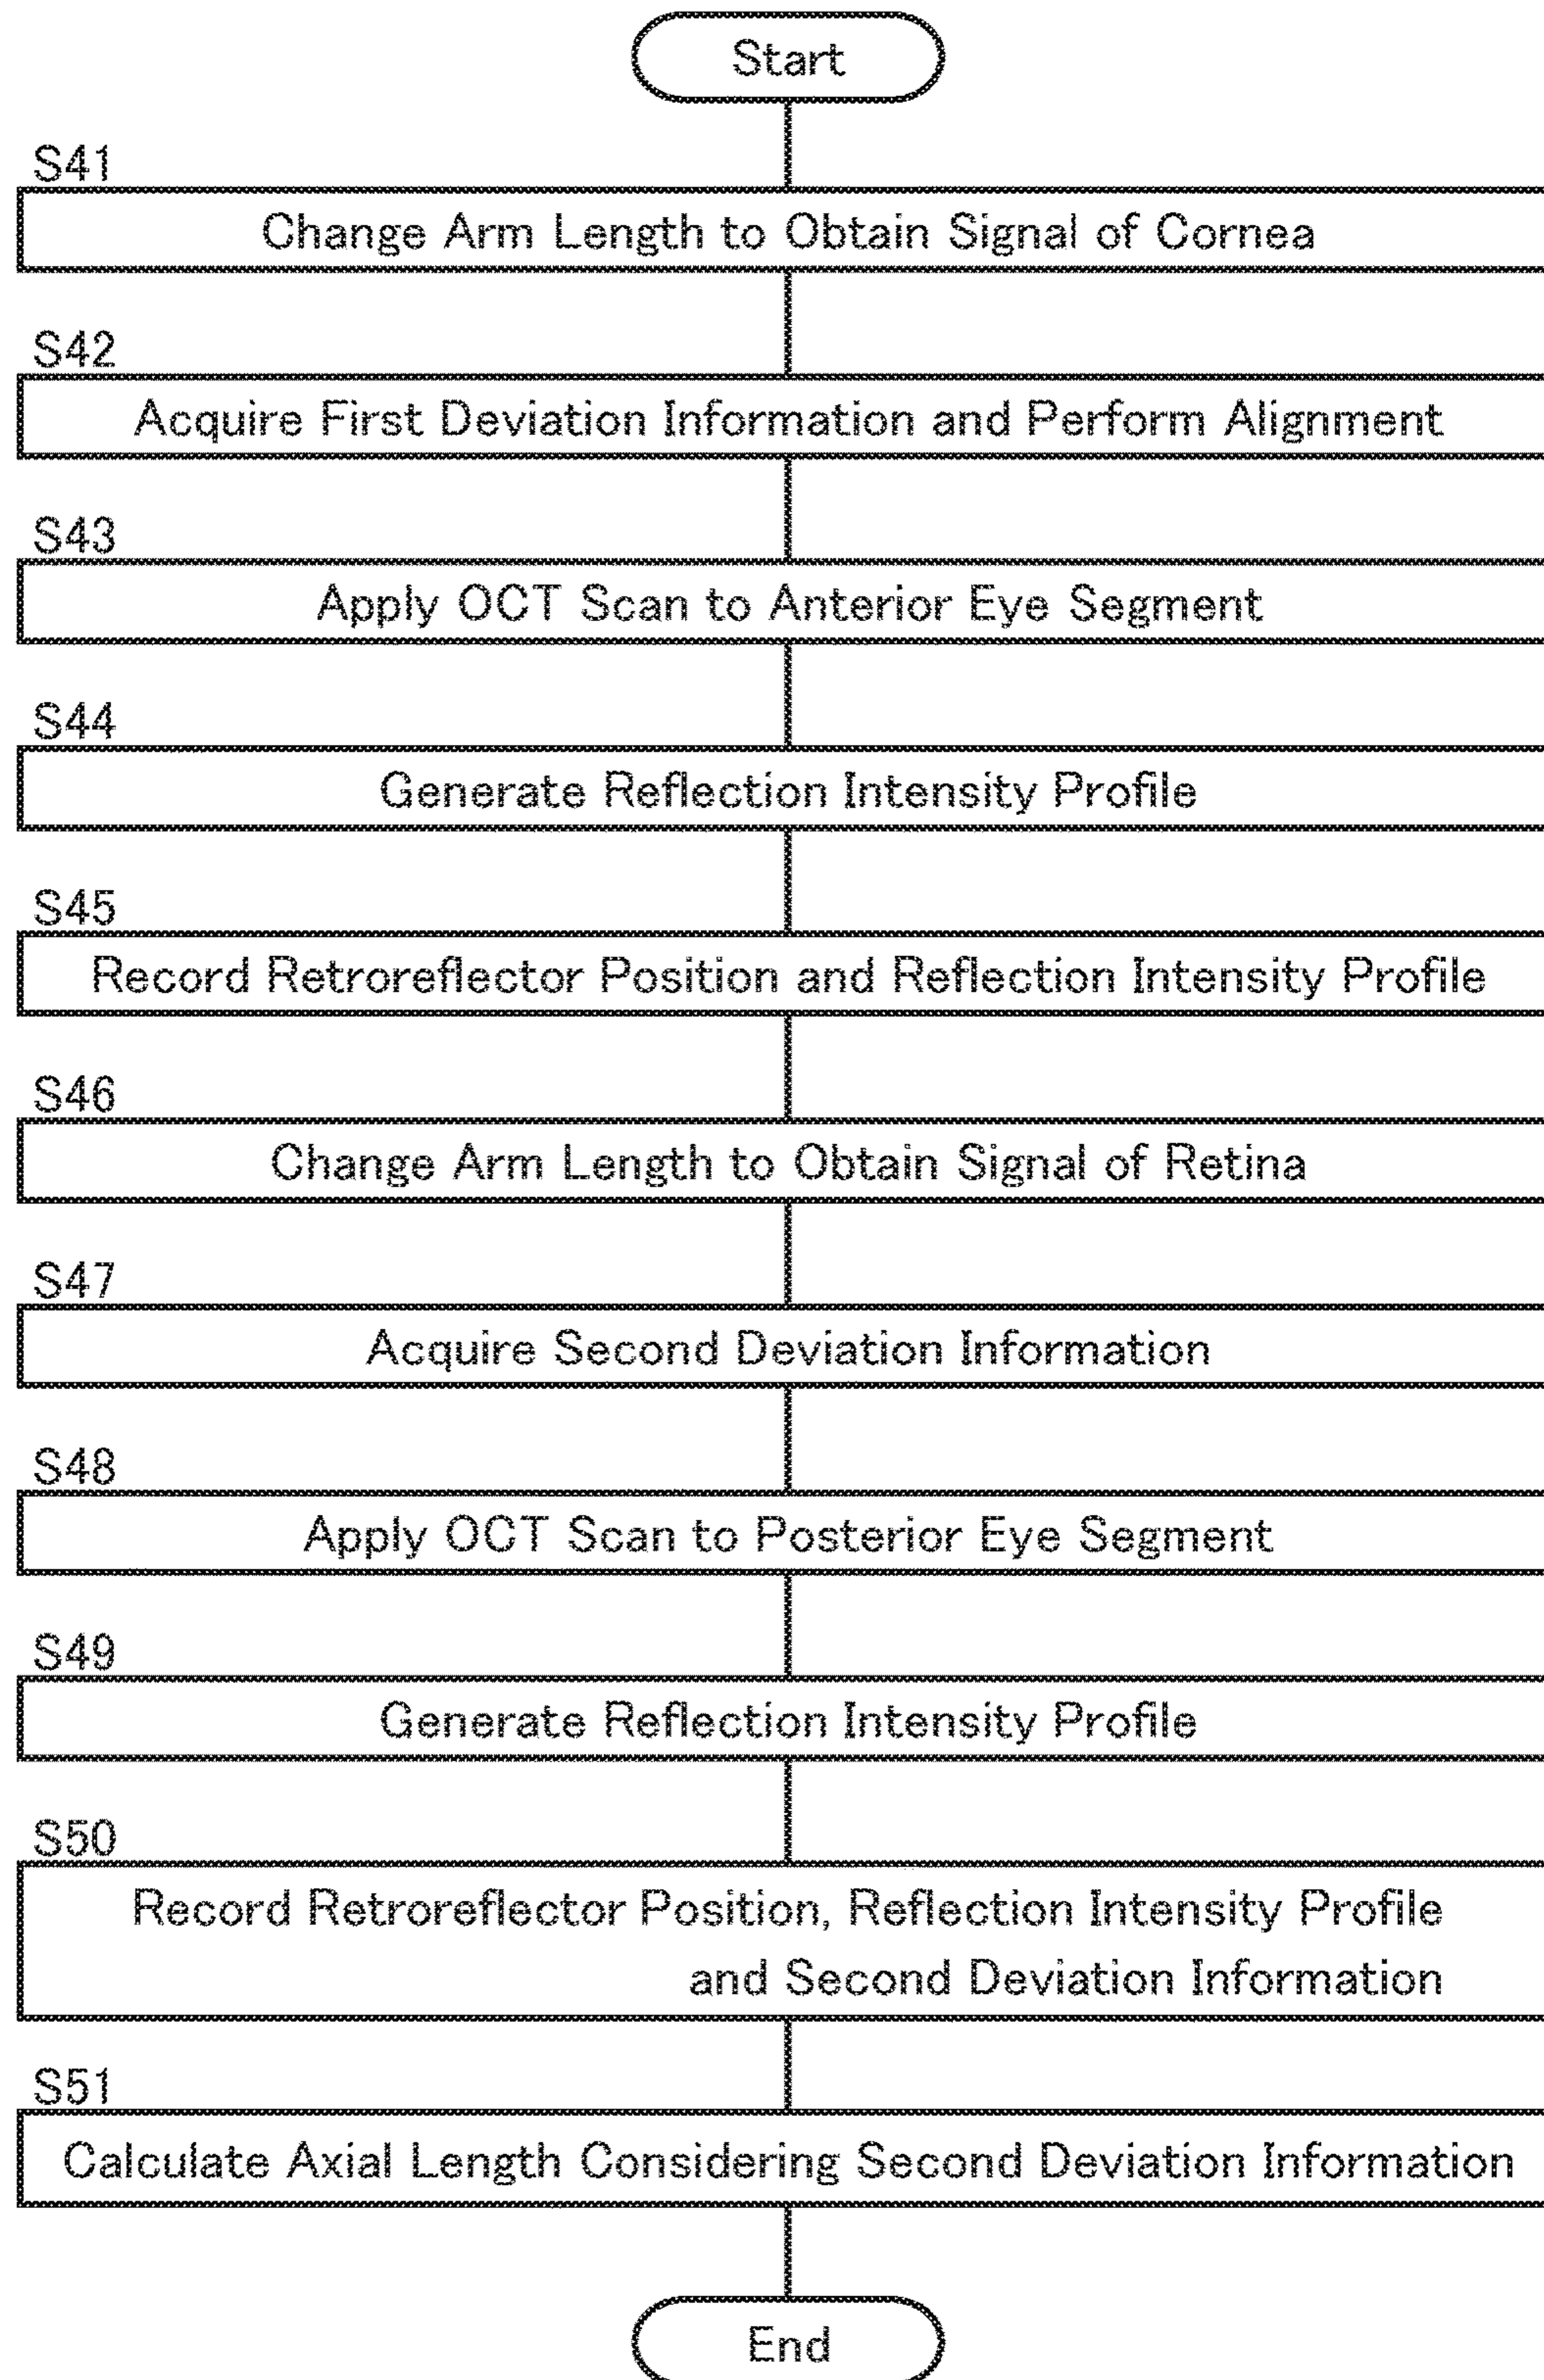 Start
S41
Change Arm Length to Obtain Signal of Cornea
S42
Acquire First Deviation Information and Perform Alignment
S43
Apply OCT Scan to Anterior Eye Segment
S44
Generate Reflection Intensity Profile
S45
Record Retroreflector Position and Reflection Intensity Profile
S46
Change Arm Length to Obtain Signal of Retina
S47
Acquire Second Deviation Information
S48
Apply OCT Scan to Posterior Eye Segment
S49
Generate Reflection Intensity Profile
S50
Record Retroreflector Position, Reflection Intensity Profile
and Second Deviation Information
S51
Calculate Axial Length Considering Second Deviation Information
End